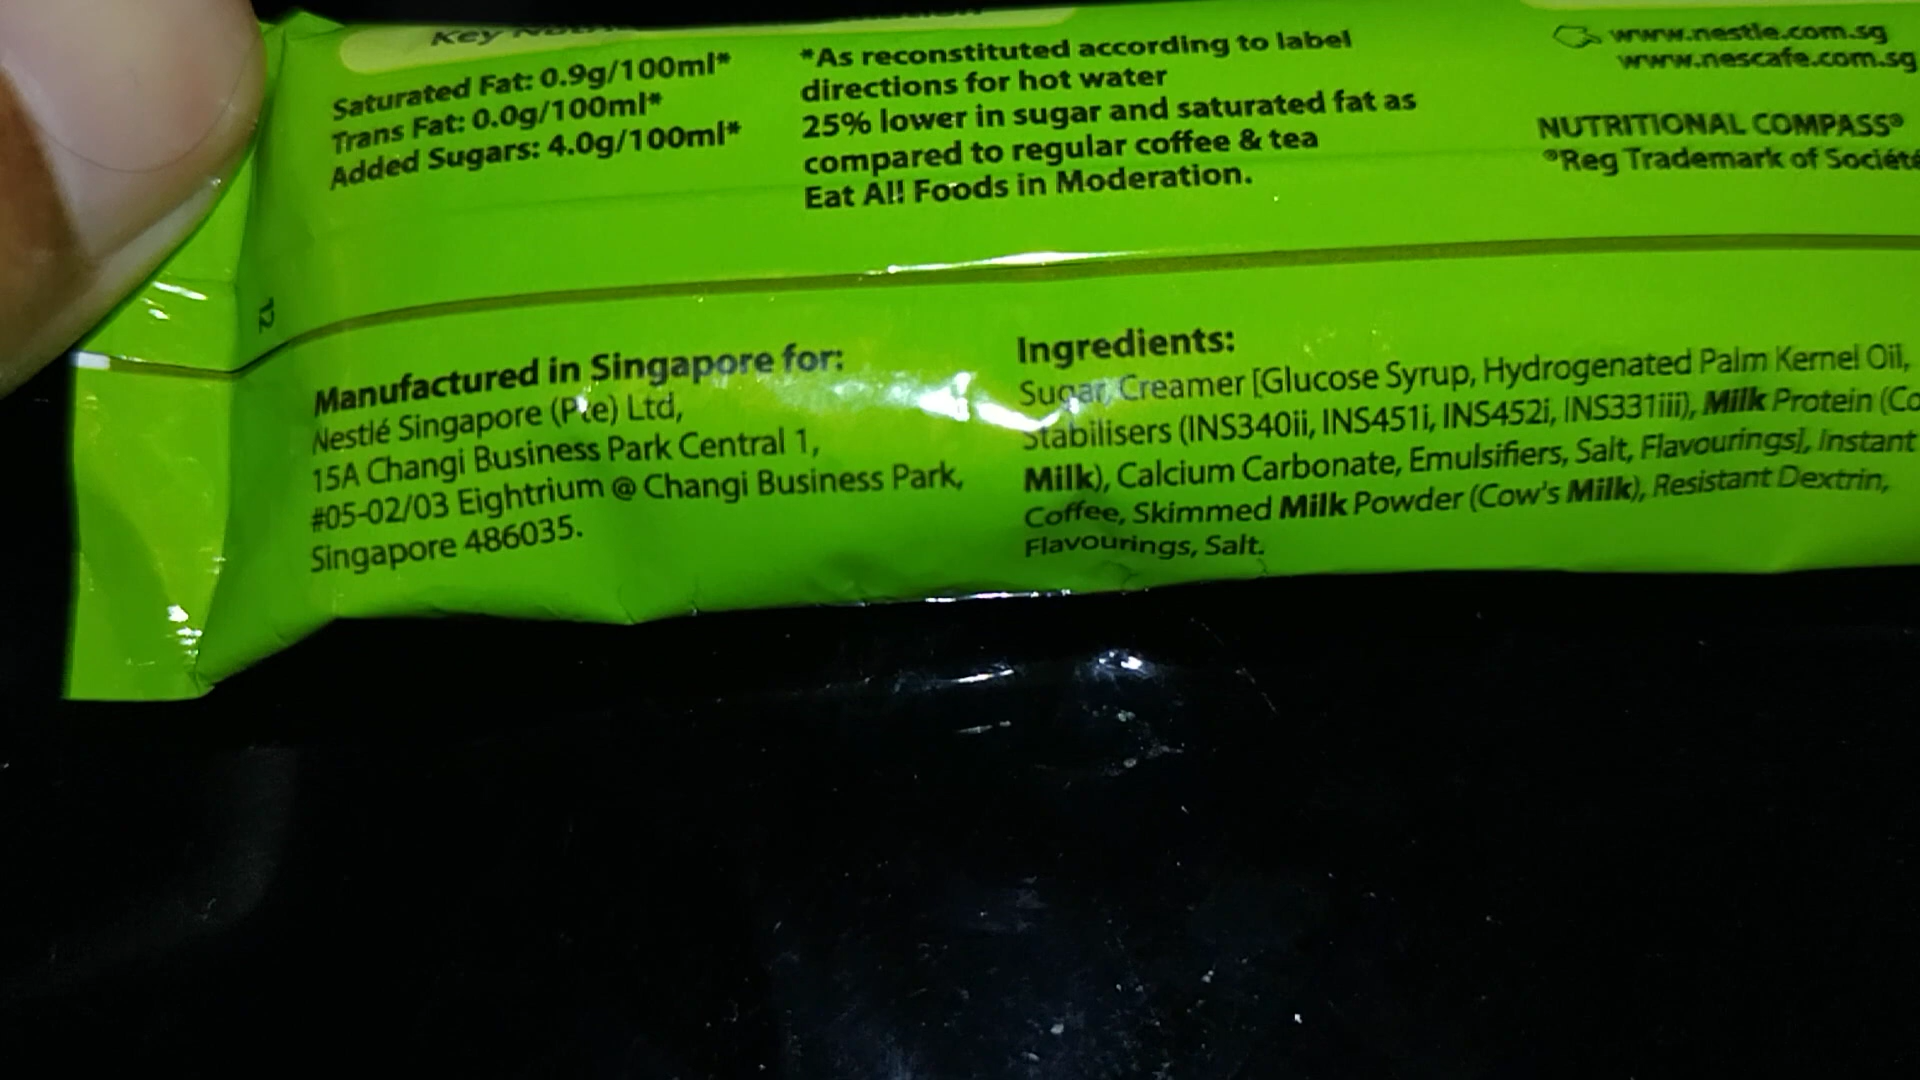 Key
Saturated Fat: 0.9g/100ml*
Trans Fat: 0.0g/100ml*
Added Sugars: 4.0g/100ml*
*As reconstituted according to label
directions for hot water
25% lower in sugar and saturated fat as
compared to regular coffee & tea
Eat All Foods in Moderation.
www.nestle.com.sg
www.nescafe.com.sg
NUTRITIONAL COMPASS®
®Reg Trademark of Société
12
Manufactured in Singapore for:
Nestlé Singapore (Pte) Ltd,
15A Changi Business Park Central 1,
#05-02/03 Eightrium @ Changi Business Park,
Singapore 486035.
Ingredients:
Sugar, Creamer [Glucose Syrup, Hydrogenated Palm Kernel Oil,
Stabilisers (INS340ii, INS451i, INS452i, INS331iii), Milk Protein (Co
Milk), Calcium Carbonate, Emulsifiers, Salt, Flavourings], Instant
Coffee, Skimmed Milk Powder (Cow's Milk), Resistant Dextrin,
Flavourings, Salt.